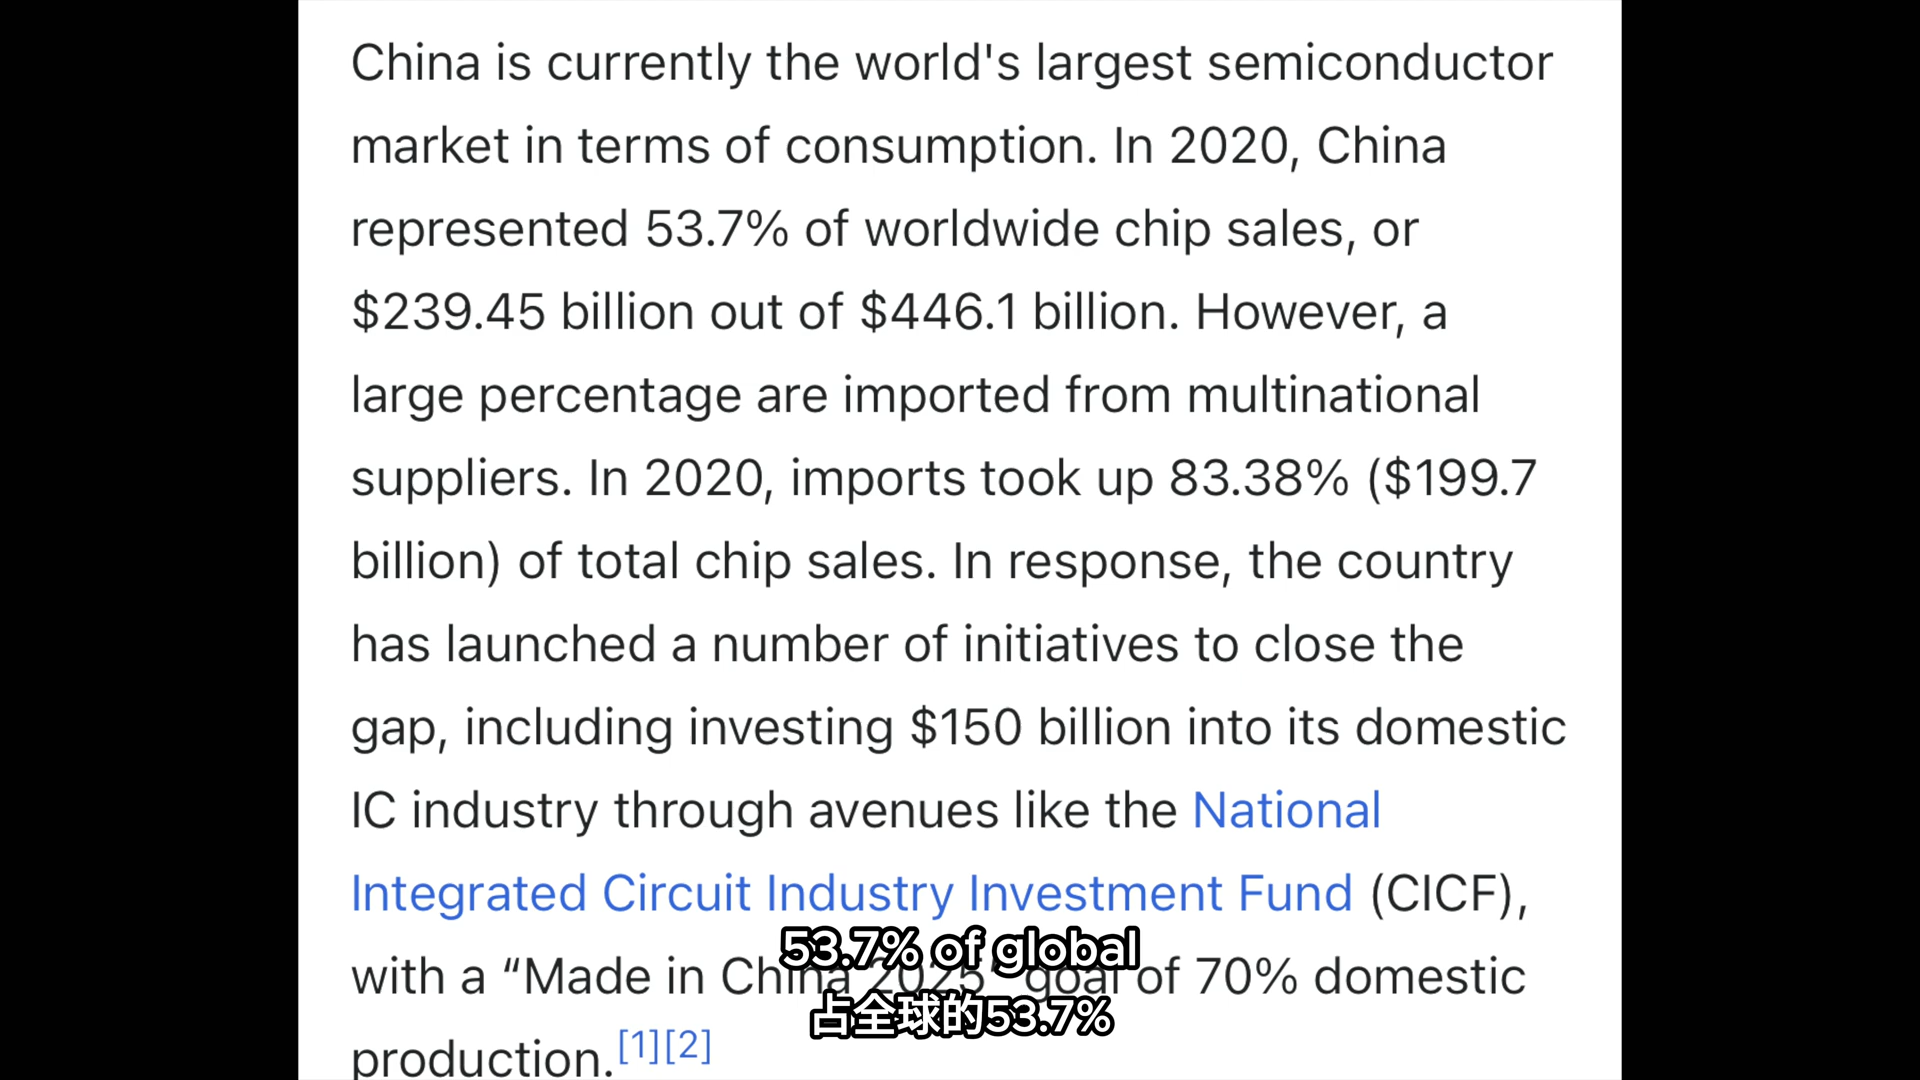 China is currently the world's largest semiconductor
market in terms of consumption. In 2020, China
represented 53.7% of worldwide chip sales, or
$239.45 billion out of $446.1 billion. However, a
large percentage are imported from multinational
suppliers. In 2020, imports took up 83.38% ($199.7
billion) of total chip sales. In response, the country
has launched a number of initiatives to close the
gap, including investing $150 billion into its domestic
IC industry through avenues like the National
Integrated Circuit Industry Investment Fund (CICF),
53.7% of global
with a “Made in China 2025” goal of 70% domestic
占全球的53.7%
production.[1][2]